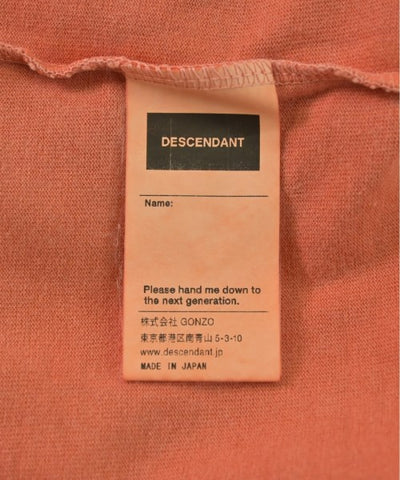 DESCENDANT
Name:
Please hand me down to
the next generation.
株式会社 GONZO
東京都港区南青山 5-3-10
www.descendant.jp
MADE IN JAPAN